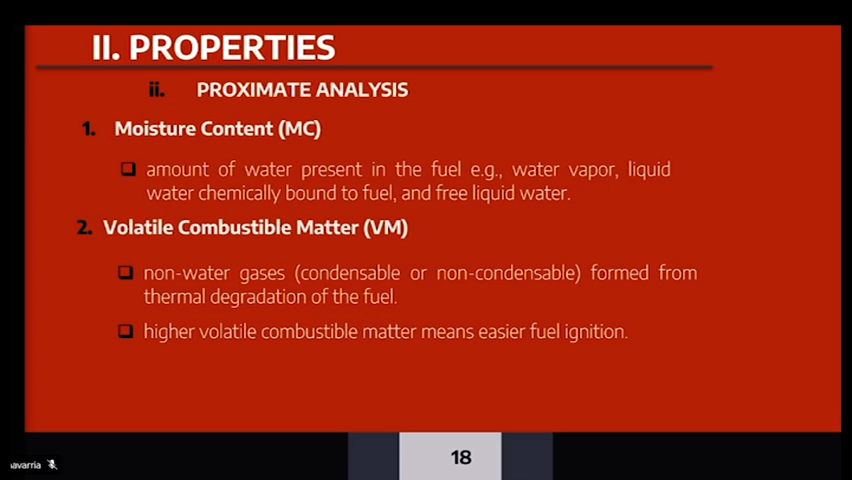 II. PROPERTIES
ii. PROXIMATE ANALYSIS
1. Moisture Content (MC)
amount of water present in the fuel e.g., water vapor, liquid
water chemically bound to fuel, and free liquid water.
2. Volatile Combustible Matter (VM)
non-water gases (condensable or non-condensable) formed from
thermal degradation of the fuel.
higher volatile combustible matter means easier fuel ignition.
18